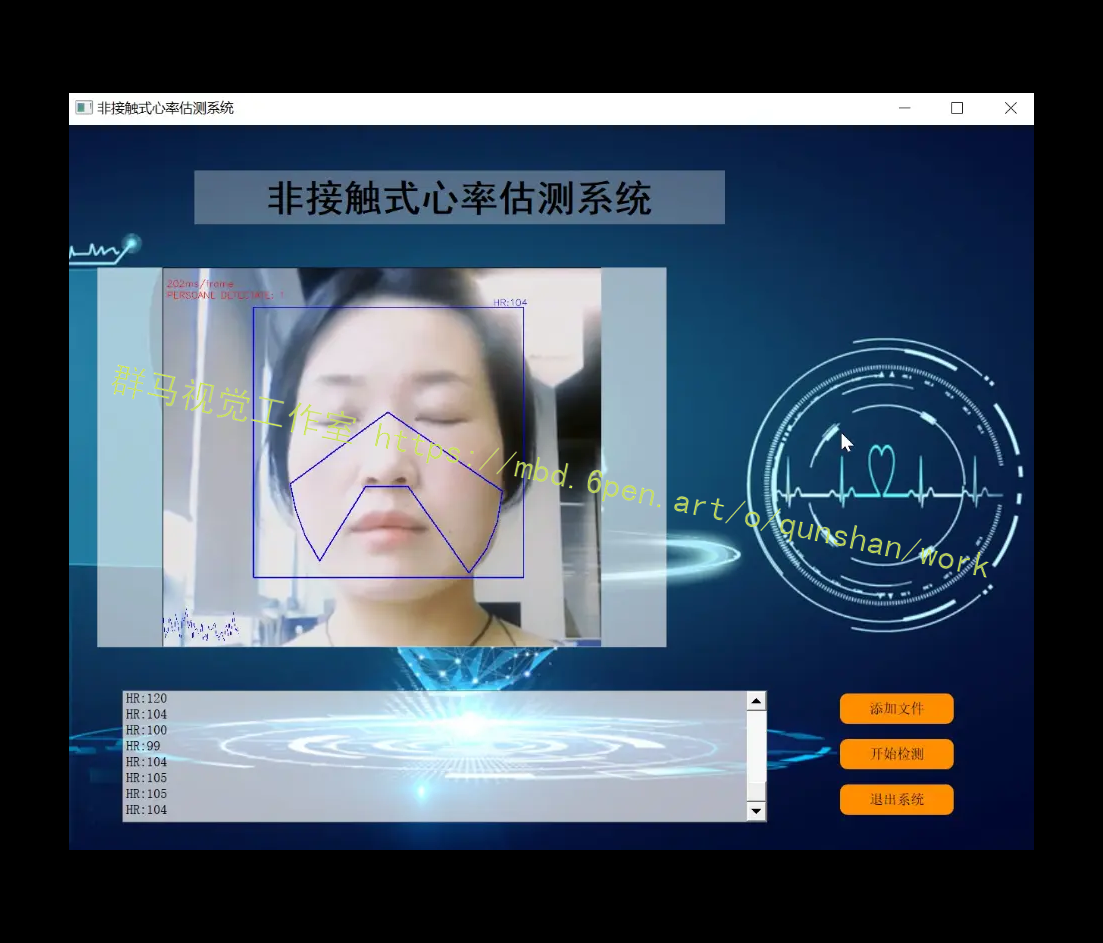 非接触式心率估测系统
非接触式心率估测系统
202ms/frame
HR:104
群马视觉工作室 https://mbd.6pen.art/o/qunshan/work
HR:120
HR:104
HR:100
HR:99
HR:104
HR:105
HR:105
HR:104
添加文件
开始检测
退出系统